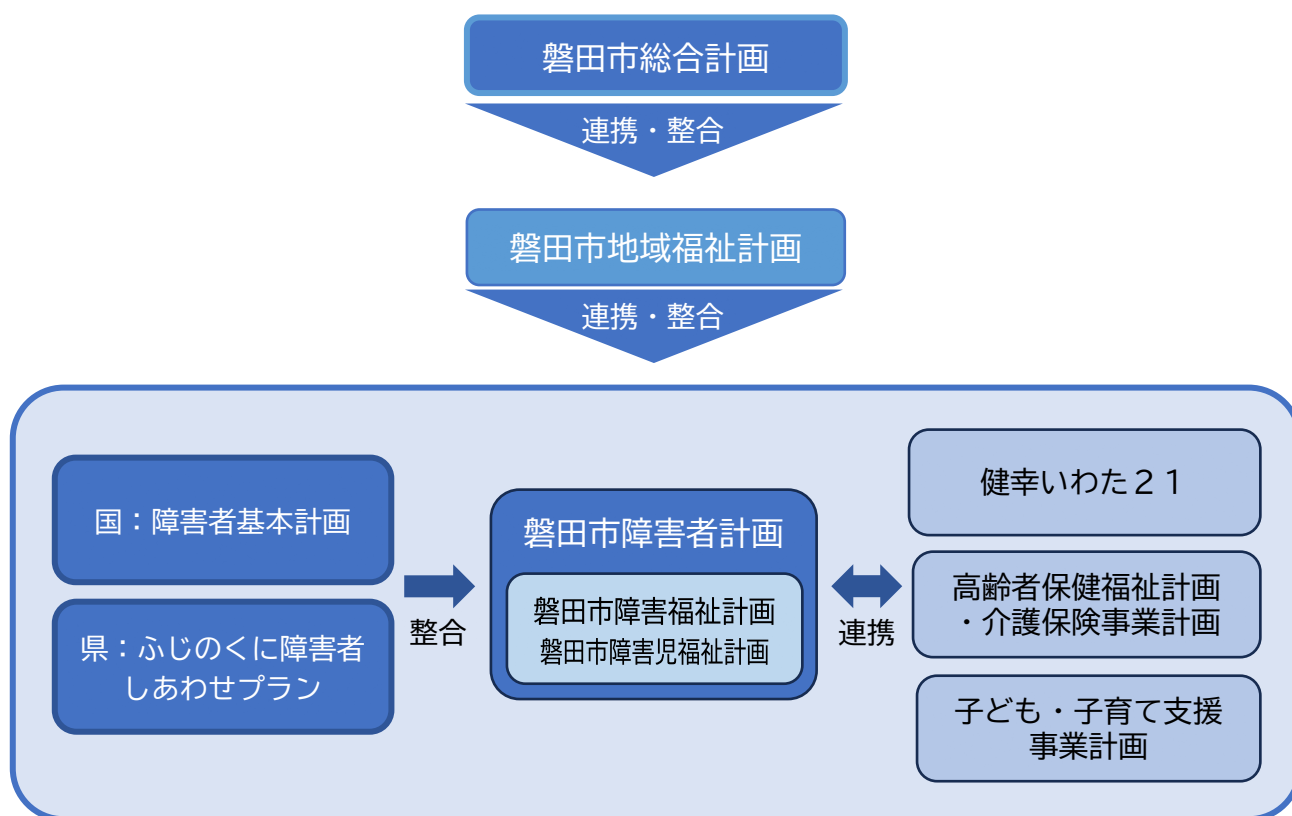 磐田市総合計画
連携・整合
磐田市地域福祉計画
連携・整合
国：障害者基本計画
県：ふじのくに障害者
しあわせプラン
整合
磐田市障害者計画
磐田市障害福祉計画
磐田市障害児福祉計画
連携
健幸いわた２１
高齢者保健福祉計画
・介護保険事業計画
子ども・子育て支援
事業計画